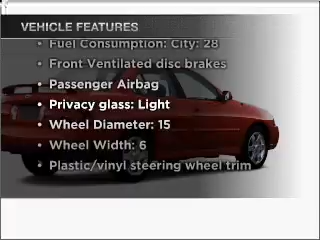 VEHICLE FEATURES
• Fuel Consumption: City: 28
• Front Ventilated disc brakes
• Passenger Airbag
• Privacy glass: Light
• Wheel Diameter: 15
• Wheel Width: 6
• Plastic/vinyl steering wheel trim